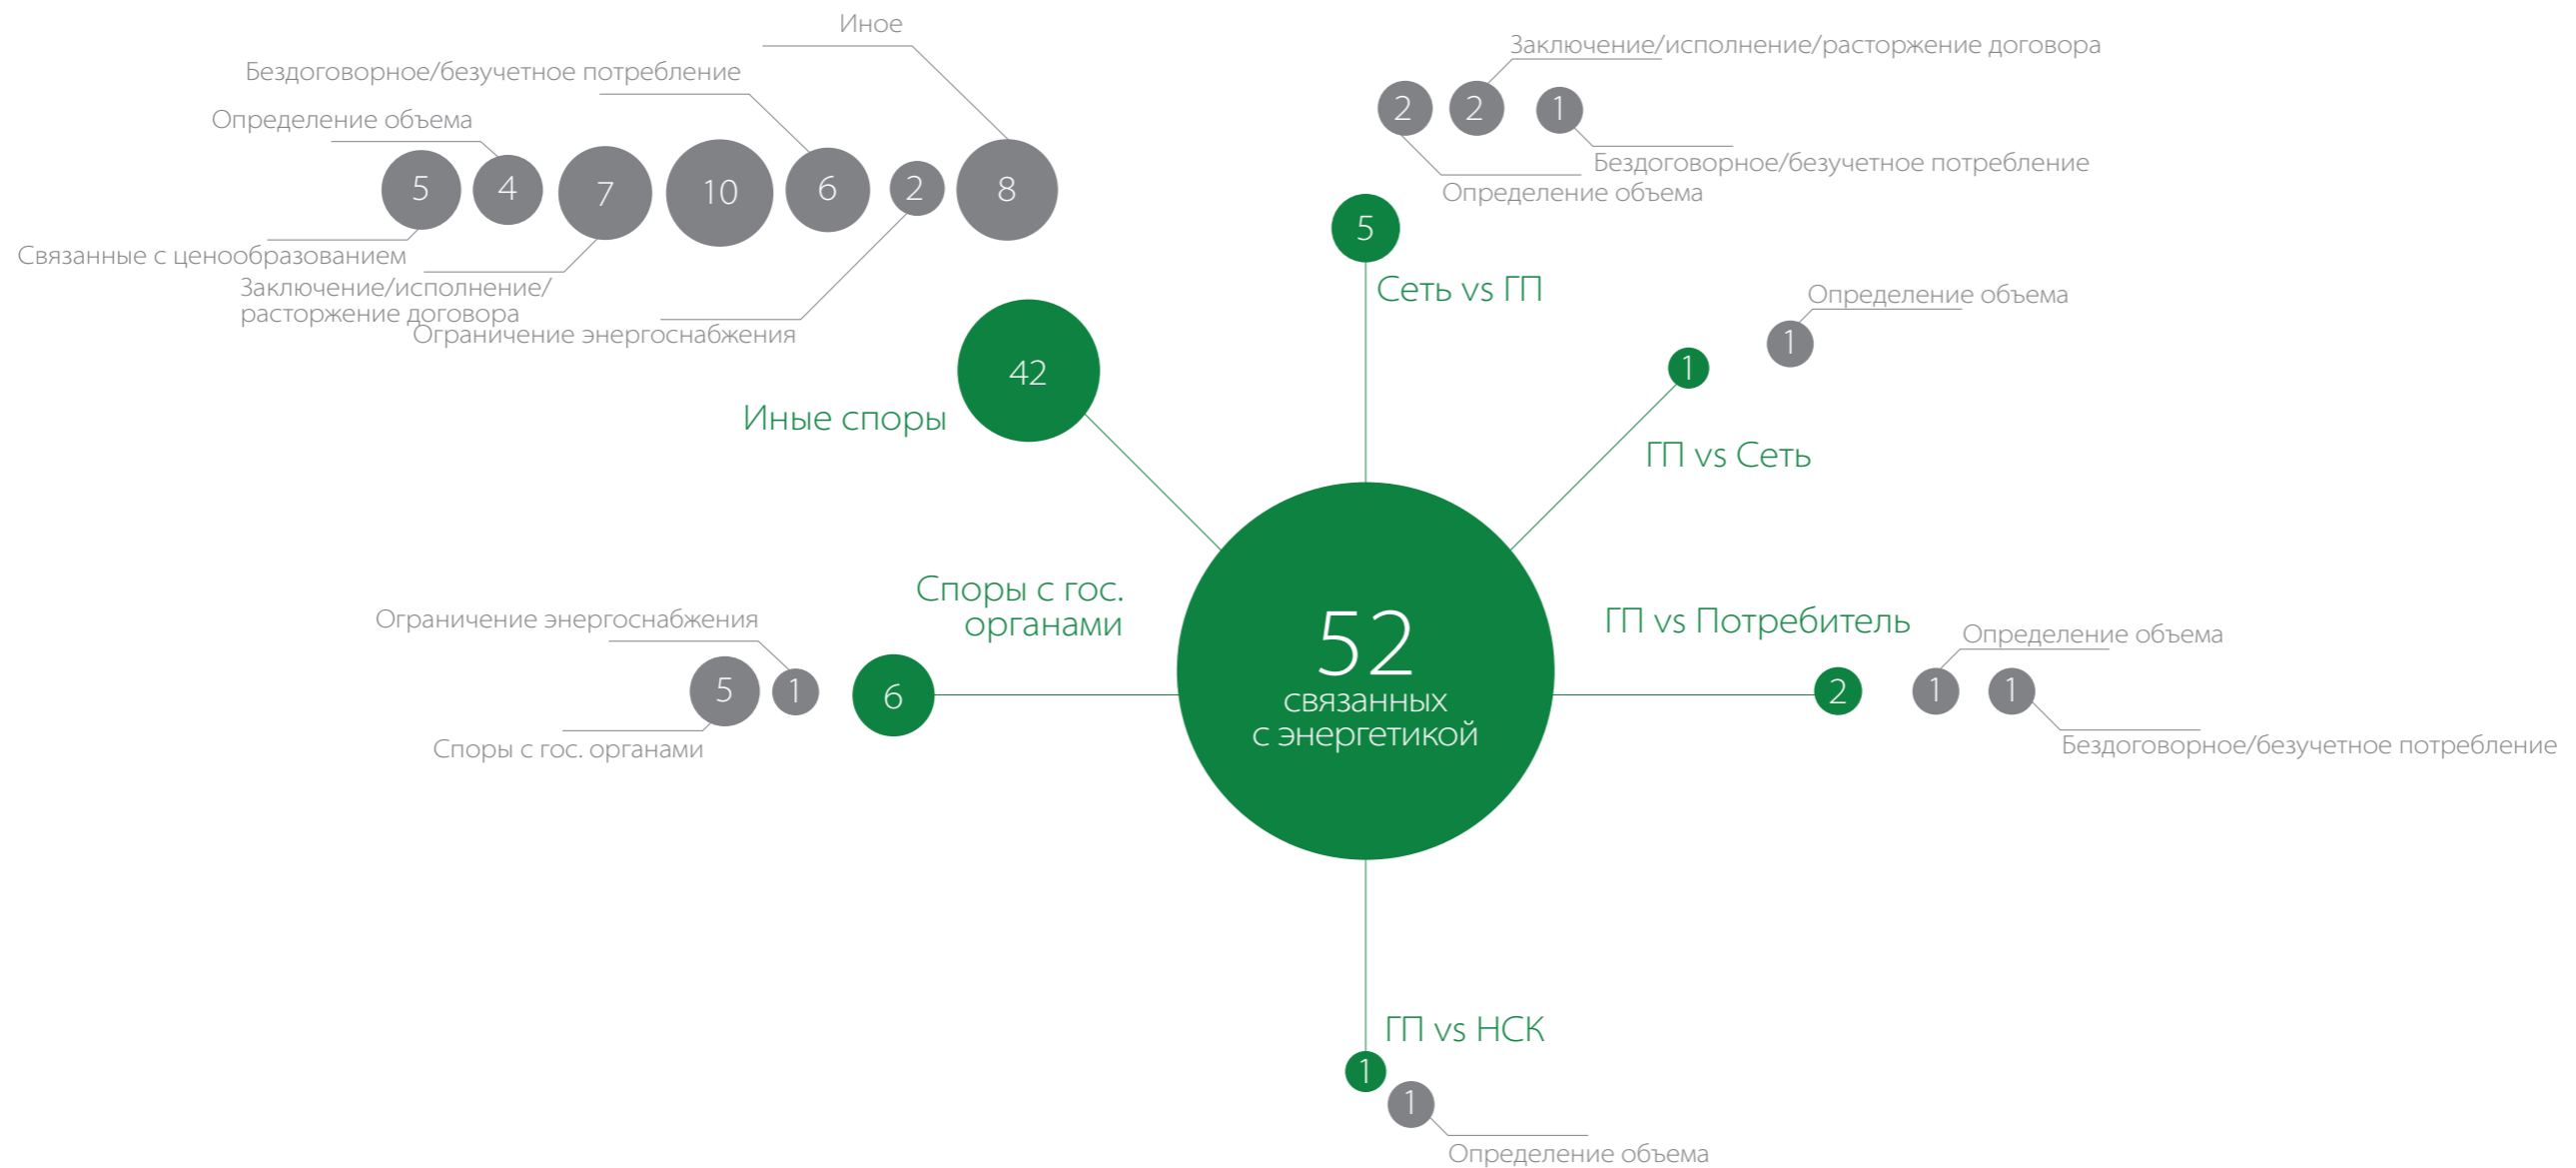 Иное
Бездоговорное/безучетное потребление
Определение объема
5
4
7
10
6
2
8
Связанные с ценообразованием
Заключение/исполнение/
расторжение договора
Ограничение энергоснабжения
42
Иные споры
Заключение/исполнение/расторжение договора
2
2
1
Бездоговорное/безучетное потребление
Определение объема
5
Сеть vs ГП
Определение объема
1
1
ГП vs Сеть
Споры с гос.
органами
Ограничение энергоснабжения
5
1
6
Споры с гос. органами
52
связанных
с энергетикой
ГП vs Потребитель
Определение объема
2
1
1
Бездоговорное/безучетное потребление
ГП vs НСК
1
1
Определение объема